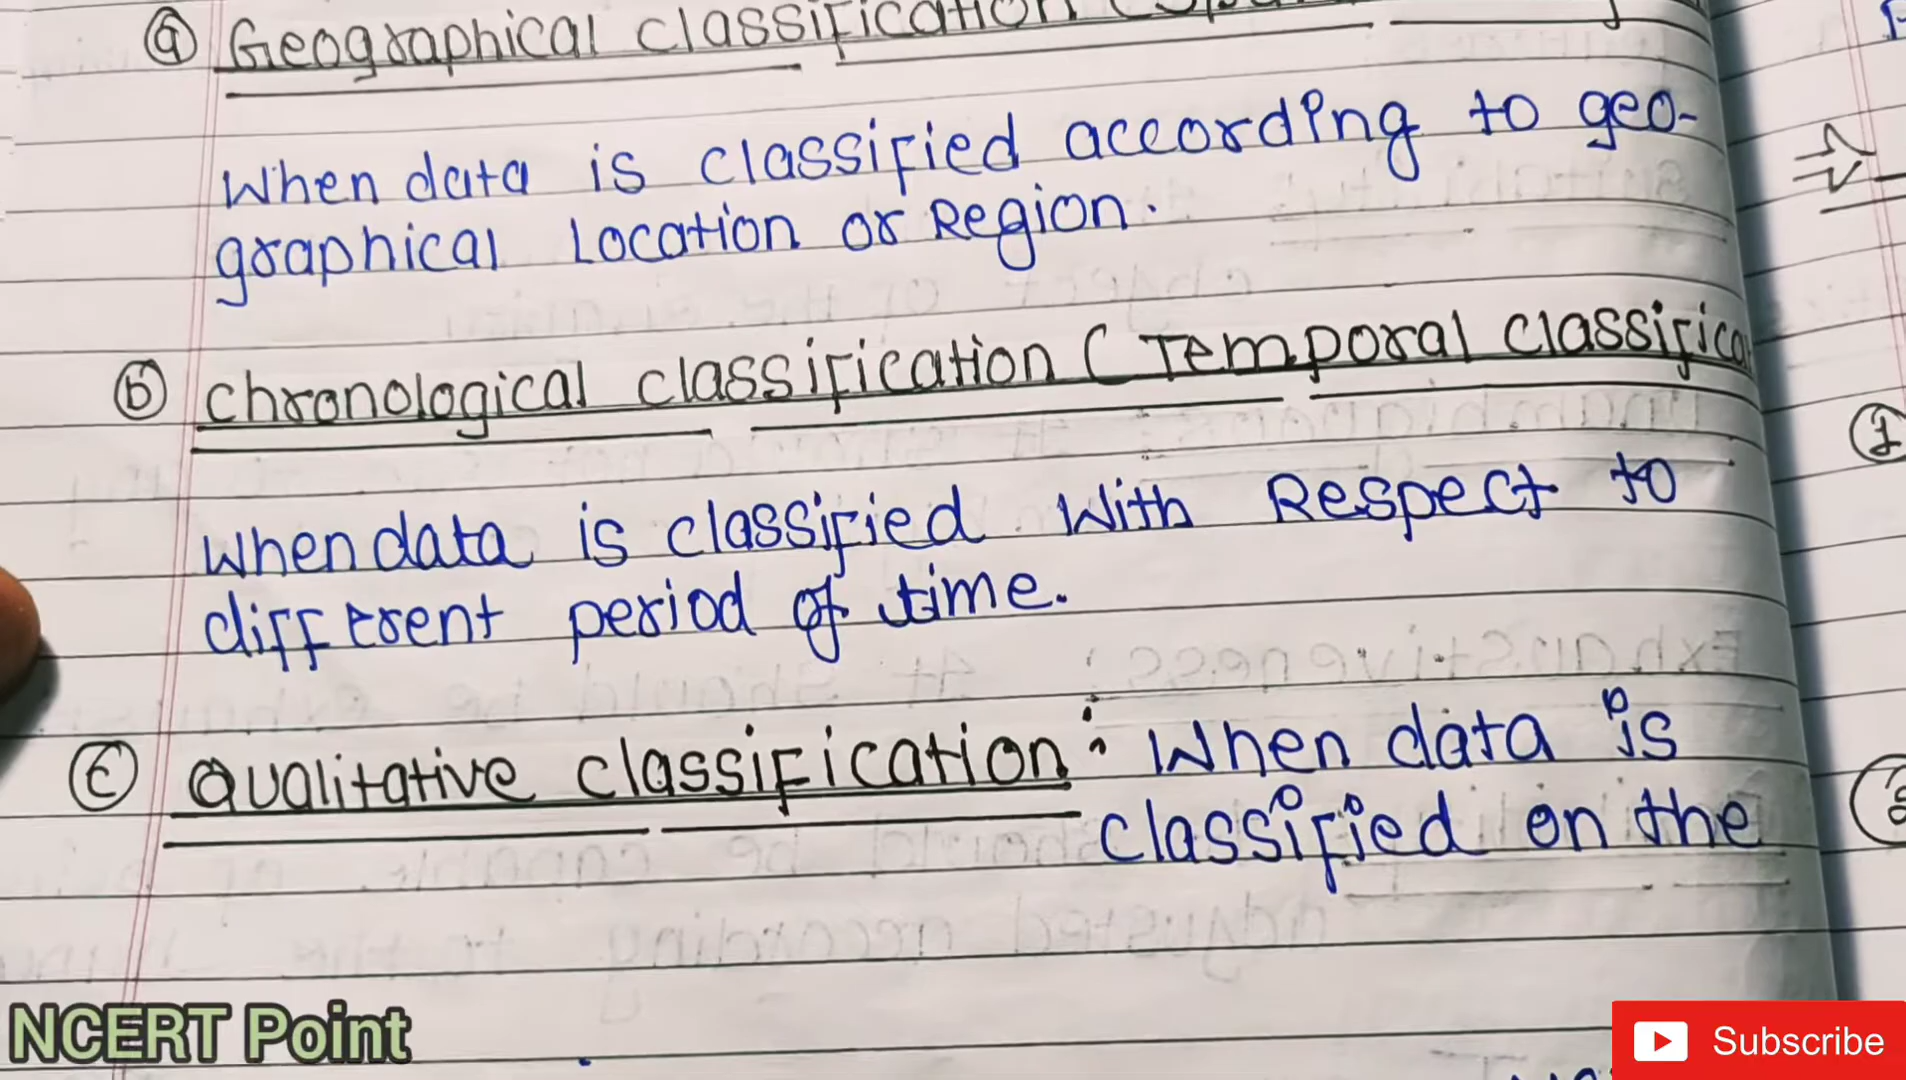 (a) Geographical classification (Spa
When data is classified according to geo-
graphical Location or Region.
(b) Chronological classification (Temporal classifica
When data is classified with Respect to
different period of time.
(c) Qualitative classification: When data is
classified on the
NCERT Point
Subscribe